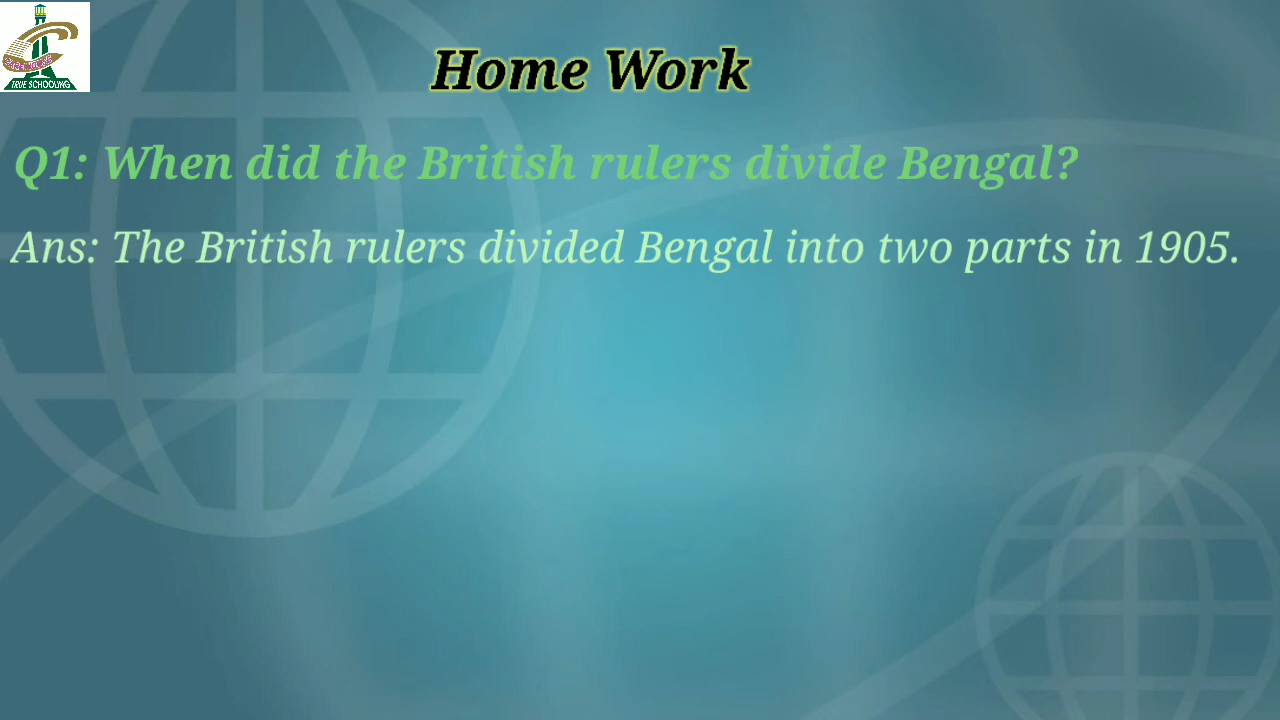 Home Work
Q1: When did the British rulers divide Bengal?
Ans: The British rulers divided Bengal into two parts in 1905.
TRUE SCHOOLING